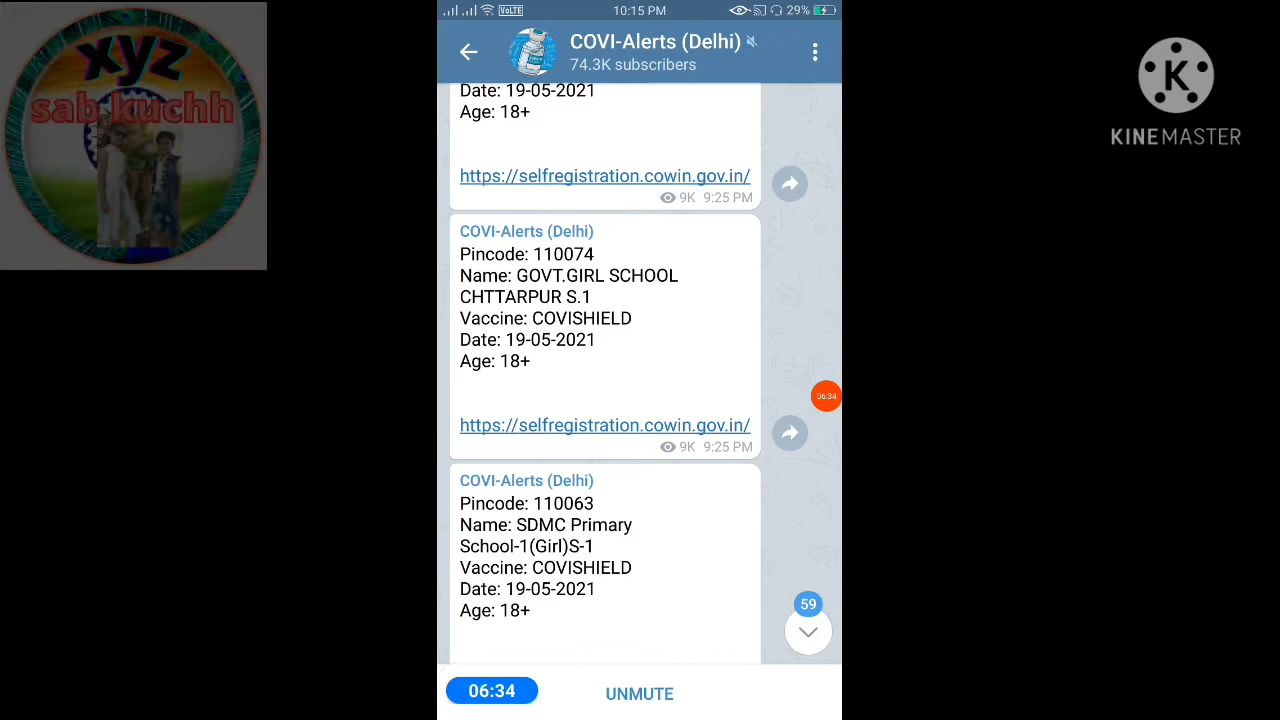 xyz
sab kuchh
VoLTE
10:15 PM
29%
COVI-Alerts (Delhi)
74.3K subscribers
Date: 19-05-2021
Age: 18+
https://selfregistration.cowin.gov.in/
9K 9:25 PM
COVI-Alerts (Delhi)
Pincode: 110074
Name: GOVT.GIRL SCHOOL
CHTTARPUR S.1
Vaccine: COVISHIELD
Date: 19-05-2021
Age: 18+
https://selfregistration.cowin.gov.in/
9K 9:25 PM
06:34
COVI-Alerts (Delhi)
Pincode: 110063
Name: SDMC Primary
School-1(Girl)S-1
Vaccine: COVISHIELD
Date: 19-05-2021
Age: 18+
59
06:34
UNMUTE
K
KINEMASTER